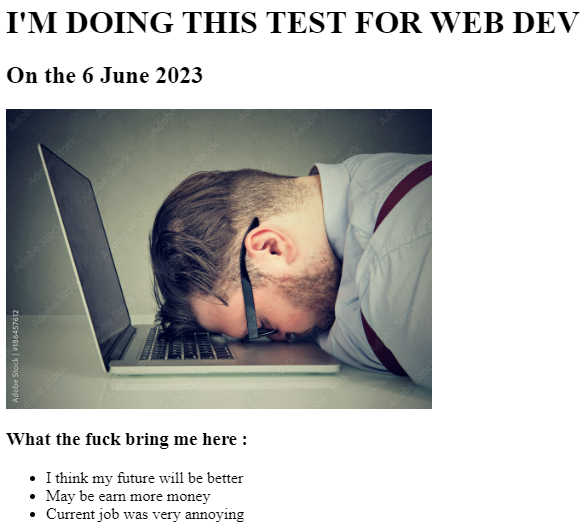 I'M DOING THIS TEST FOR WEB DEV
On the 6 June 2023
Adobe Stock | #186457612
What the fuck bring me here :
I think my future will be better
May be earn more money
Current job was very annoying